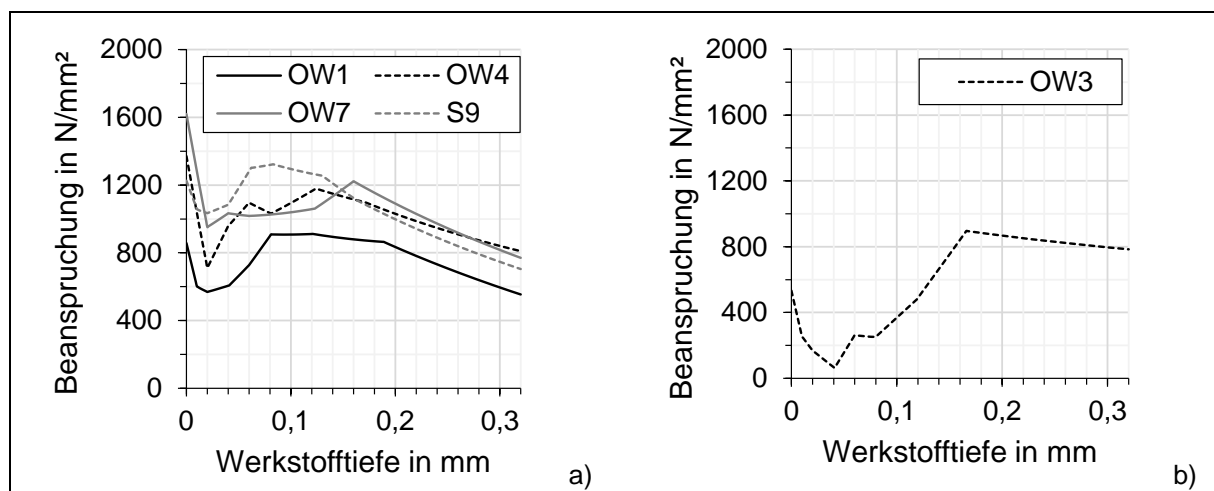 Beanspruchung in N/mm²
2000
1600
1200
800
400
0
OW1
OW4
OW7
S9
0
0,1
0,2
0,3
Werkstofftiefe in mm
a)
Beanspruchung in N/mm²
2000
1600
1200
800
400
0
OW3
0
0,1
0,2
0,3
Werkstofftiefe in mm
b)